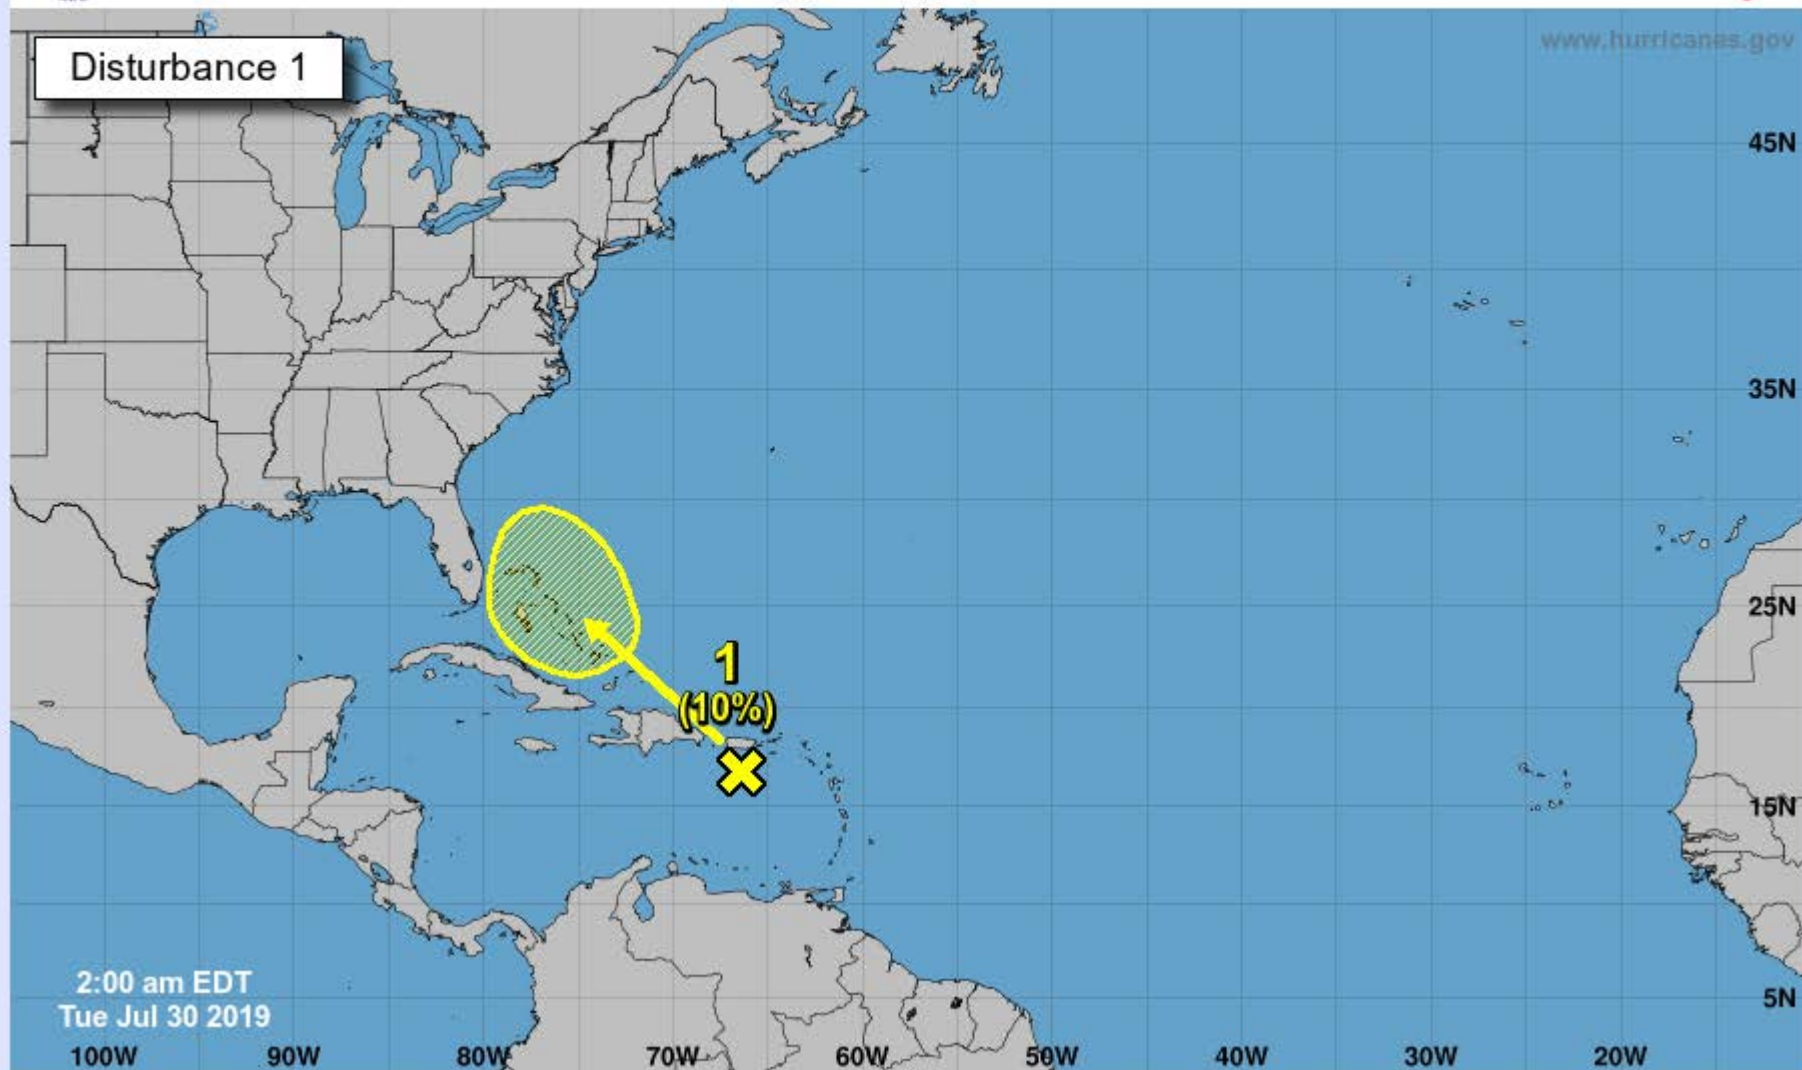 www.hurricanes.gov
Disturbance 1
45N
35N
25N
1
(10%)
15N
5N
2:00 am EDT
Tue Jul 30 2019
100W 90W 80W 70W 60W 50W 40W 30W 20W